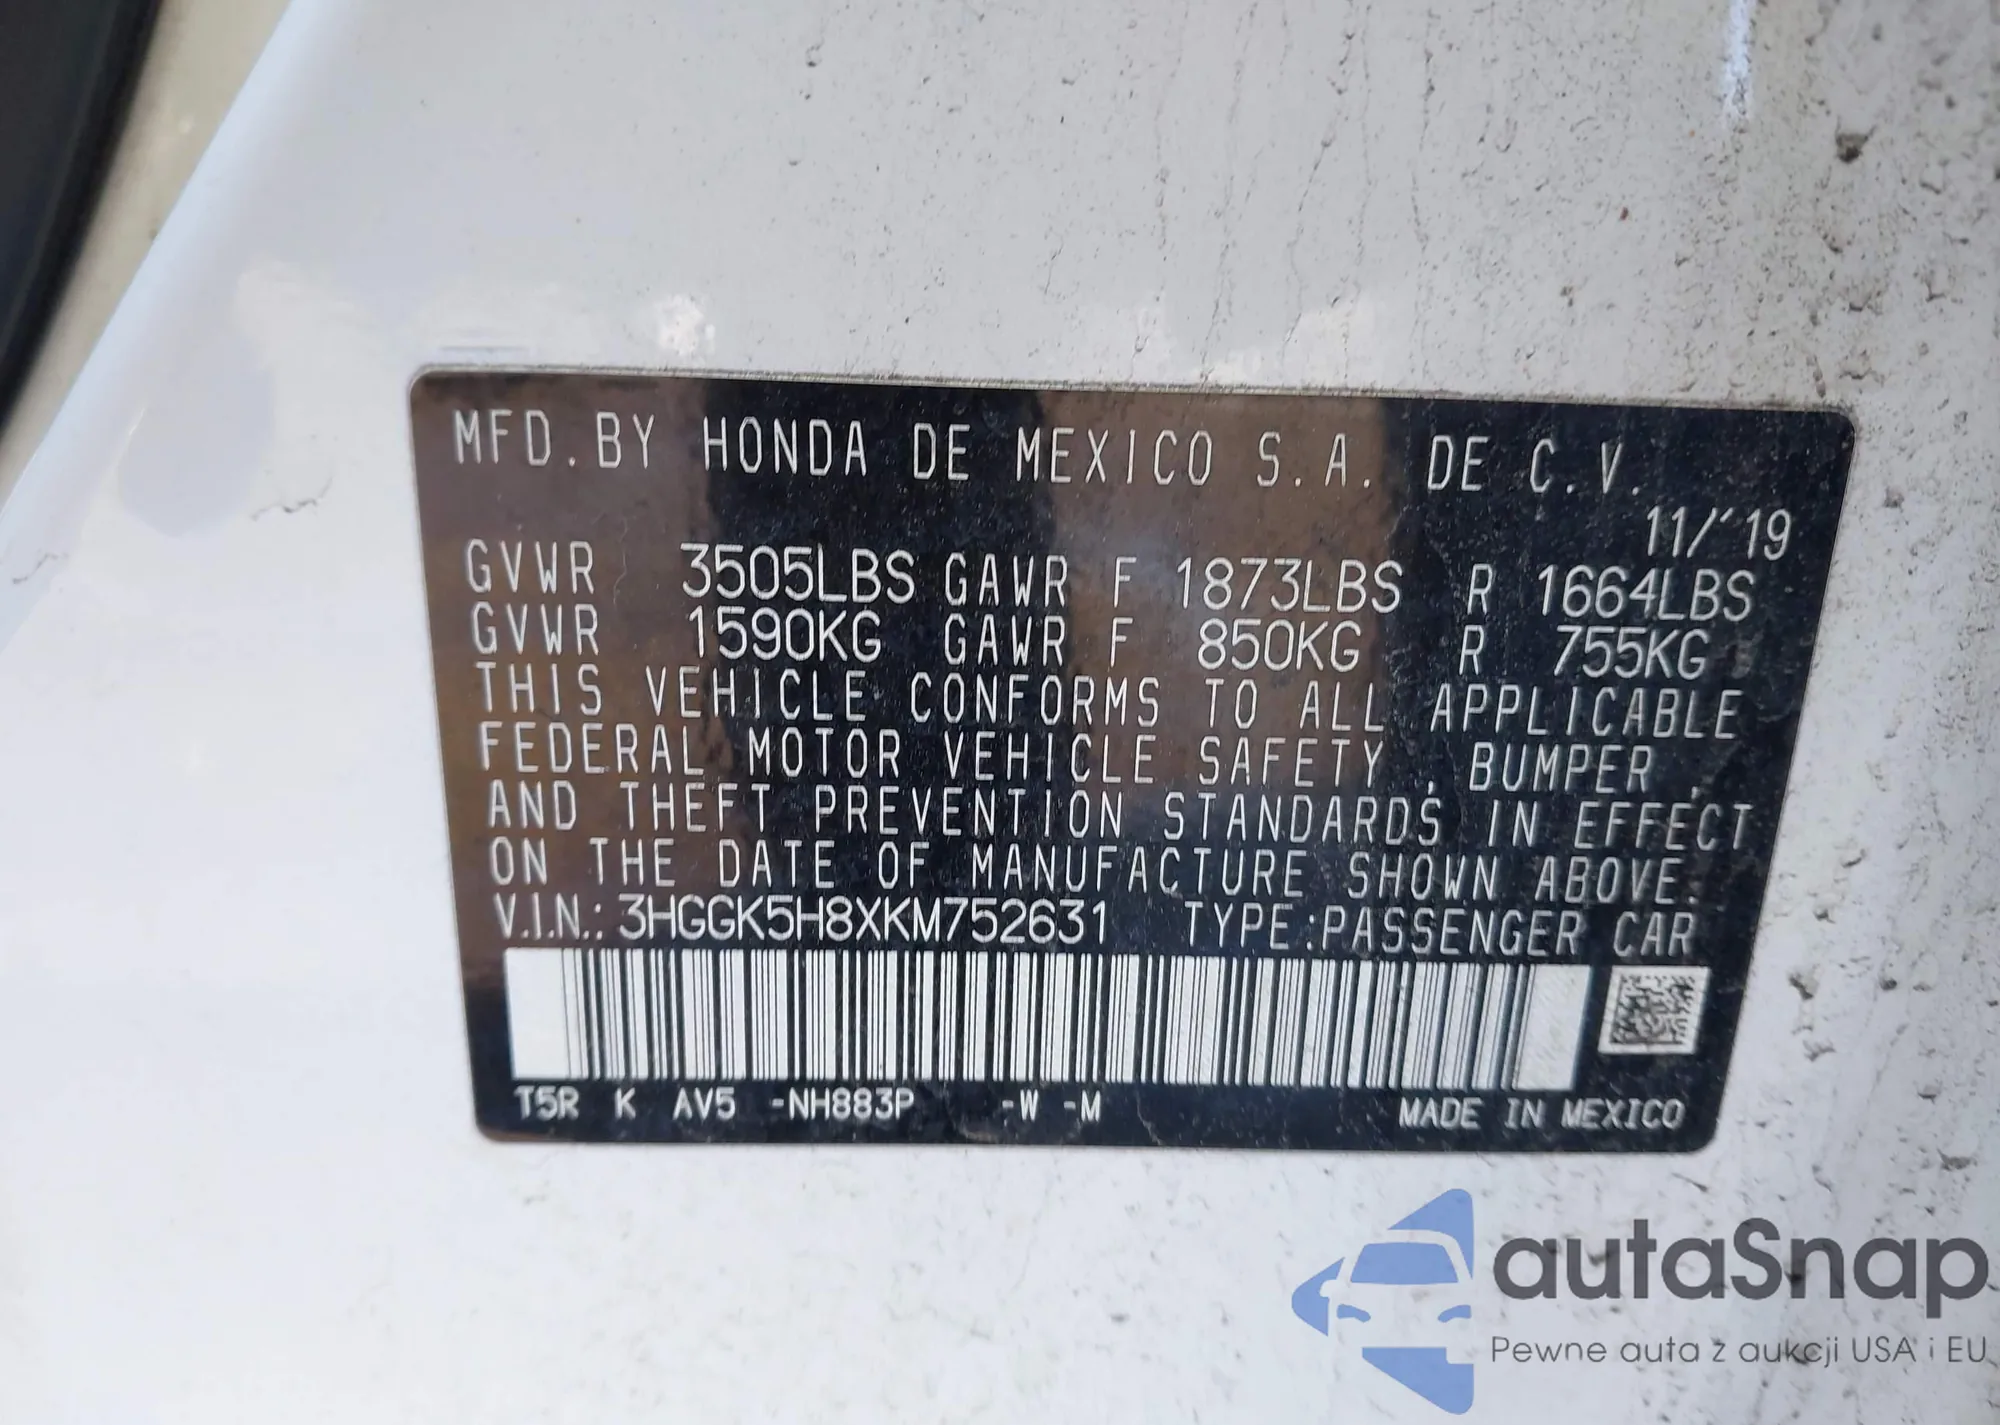 MFD. BY HONDA DE MEXICO S.A. DE C.V.
11/'19
GVWR 3505LBS GAWR F 1873LBS R 1664LBS
GVWR 1590KG GAWR F 850KG R 755KG
THIS VEHICLE CONFORMS TO ALL APPLICABLE
FEDERAL MOTOR VEHICLE SAFETY, BUMPER,
AND THEFT PREVENTION STANDARDS IN EFFECT
ON THE DATE OF MANUFACTURE SHOWN ABOVE.
V.I.N.: 3HGGK5H8XKM752631 TYPE:PASSENGER CAR
T5R K AV5 -NH883P -W -M MADE IN MEXICO
autaSnap
Pewne auta z aukcji USA i EU